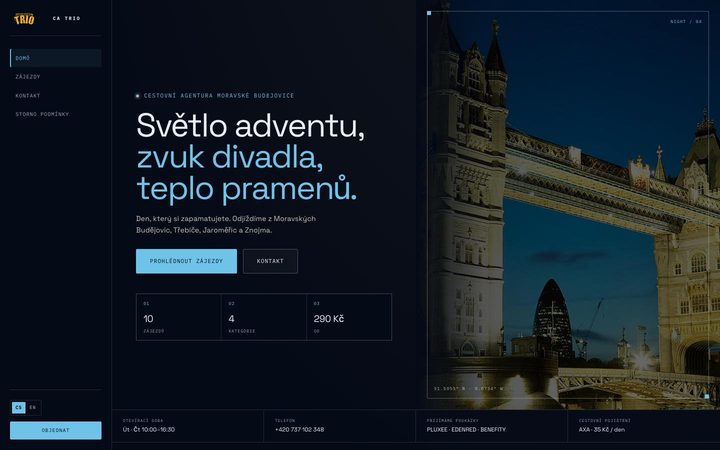 TRIO
CA TRIO
DOMŮ
ZÁJEZDY
KONTAKT
STORNO PODMÍNKY
CS EN
OBJEDNAT
CESTOVNÍ AGENTURA MORAVSKÉ BUDĚJOVICE
Světlo adventu,
zvuk divadla,
teplo pramenů.
Den, který si zapamatujete. Odjíždíme z Moravských
Budějovic, Třebíče, Jaroměřic a Znojma.
PROHLÉDNOUT ZÁJEZDY
KONTAKT
01
10
ZÁJEZDŮ
02
4
KATEGORIE
03
290 Kč
OD
NIGHT / 04
OTEVÍRACÍ DOBA
Út - Čt 10:00–16:30
TELEFON
+420 737 102 348
PŘIJÍMÁME POUKÁZKY
PLUXEE · EDENRED · BENEFITY
CESTOVNÍ POJIŠTĚNÍ
AXA · 35 Kč / den